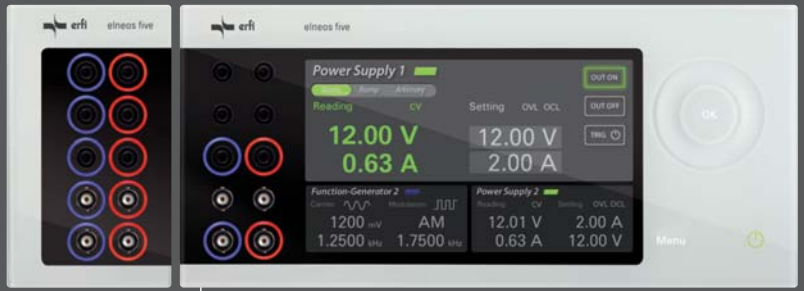 erfi elneos five
erfi elneos five
Power Supply 1
Static Ramp Arbitrary
Reading CV Setting OVL OCL
12.00 V 12.00 V
0.63 A 2.00 A
OUT ON
OUT OFF
TRIG
OK
Function-Generator 2
Carrier Modulation
1200 mV AM
1.2500 kHz 1.7500 kHz
Power Supply 2
Reading CV Setting OVL OCL
12.01 V 2.00 A
0.63 A 12.00 V
Menu